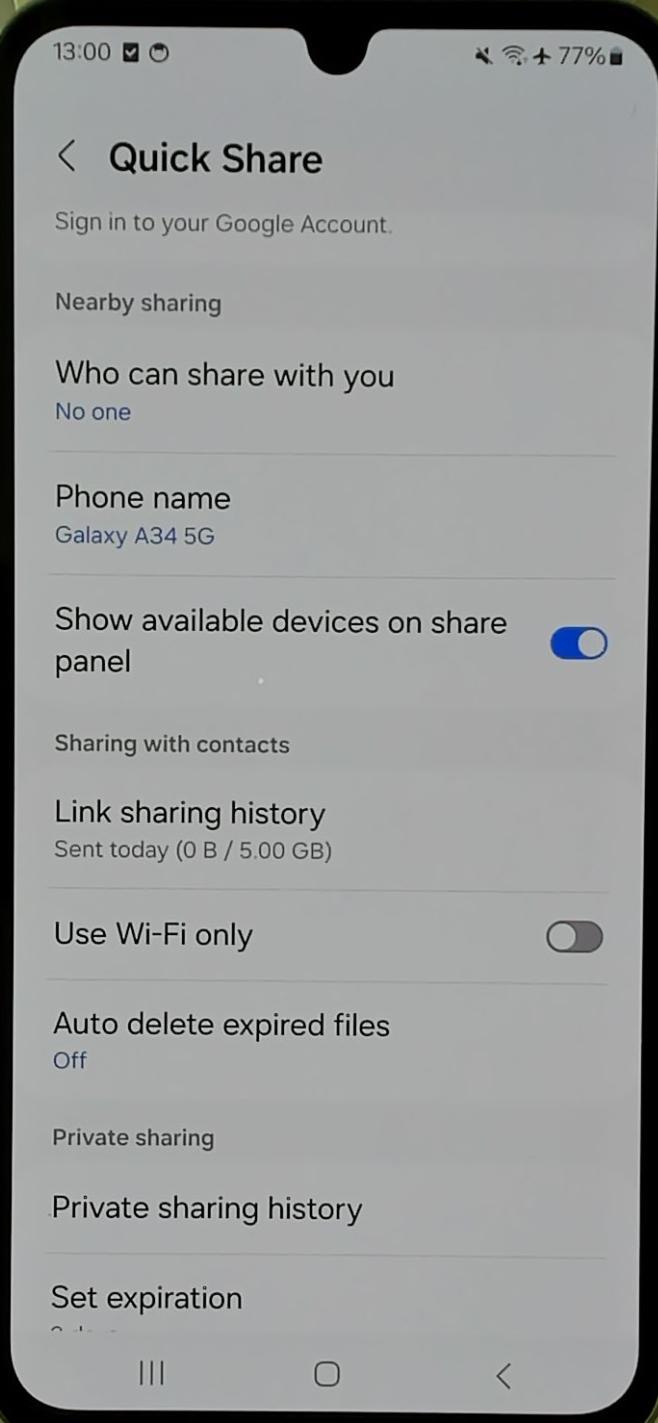 13:00
77%
Quick Share
Sign in to your Google Account.
Nearby sharing
Who can share with you
No one
Phone name
Galaxy A34 5G
Show available devices on share
panel
Sharing with contacts
Link sharing history
Sent today (0 B / 5.00 GB)
Use Wi-Fi only
Auto delete expired files
Off
Private sharing
Private sharing history
Set expiration